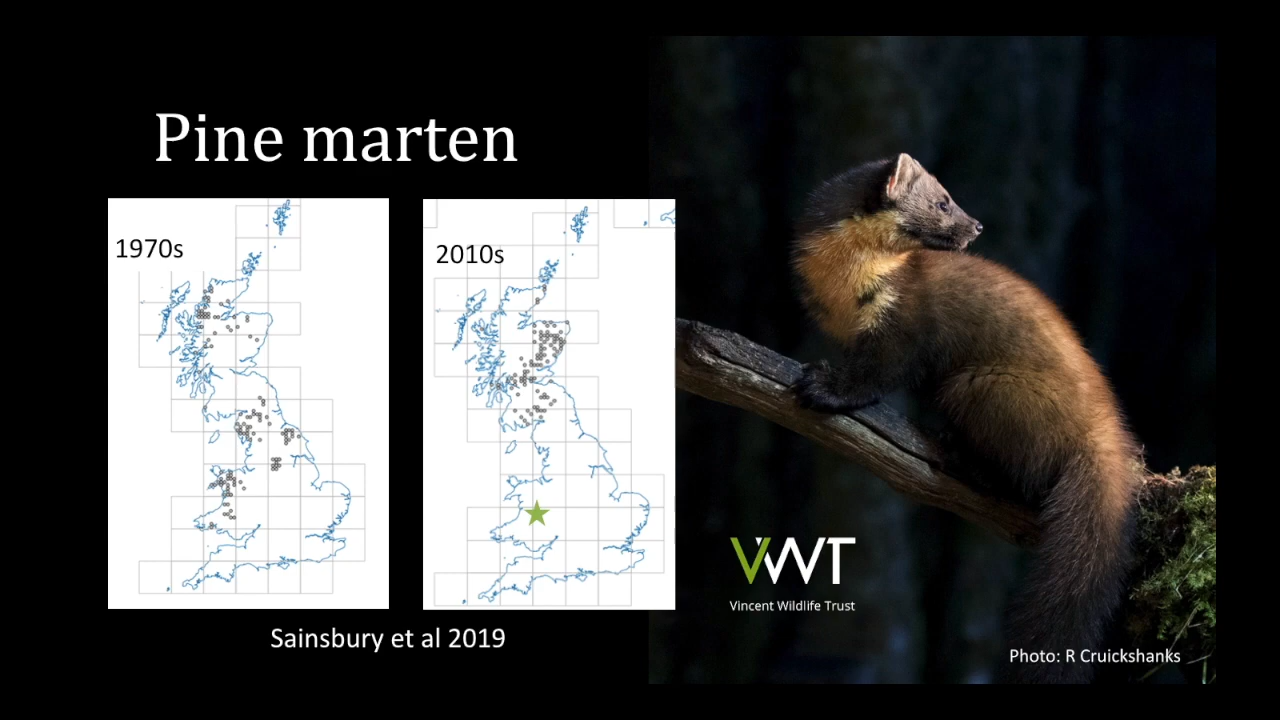 Pine marten
1970s
2010s
Sainsbury et al 2019
VWT
Vincent Wildlife Trust
Photo: R Cruickshanks